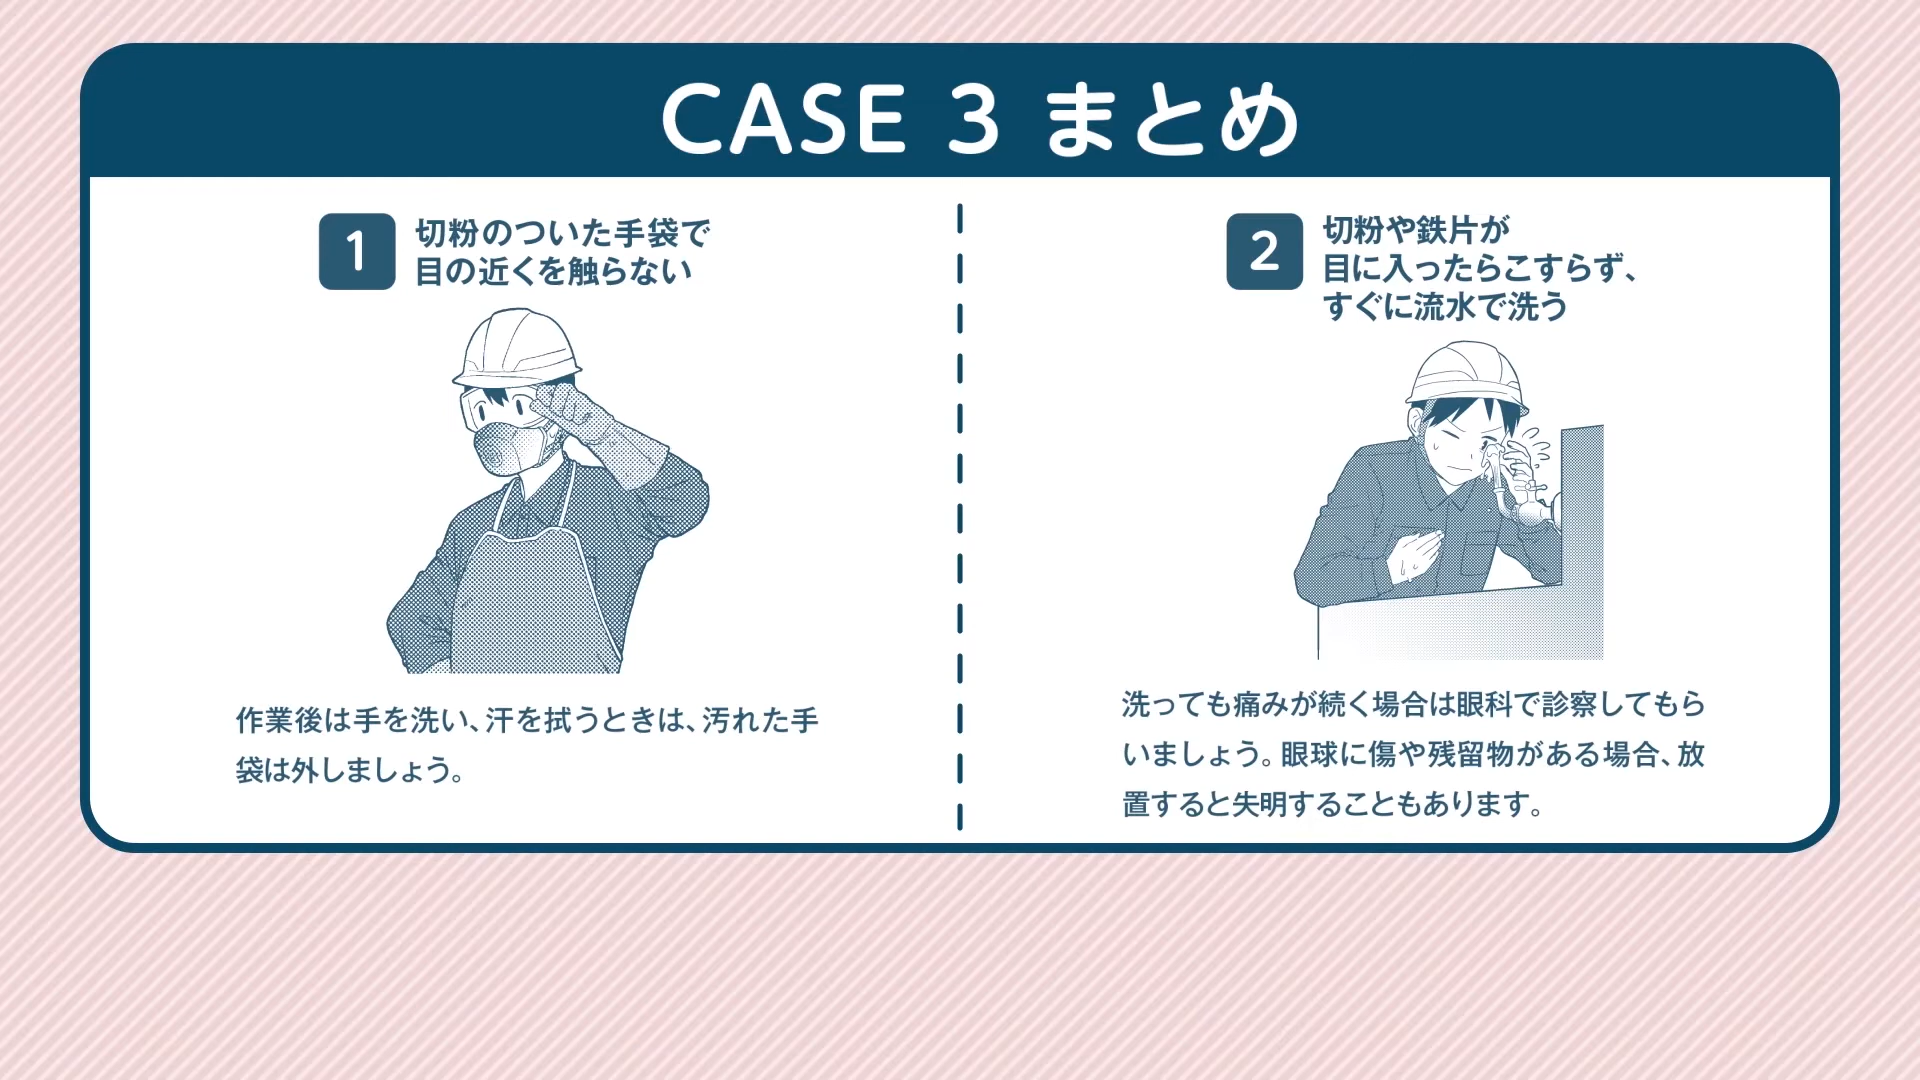 CASE 3 まとめ
1
切粉のついた手袋で
目の近くを触らない
作業後は手を洗い、汗を拭うときは、汚れた手
袋は外しましょう。
2
切粉や鉄片が
目に入ったらこすらず、
すぐに流水で洗う
洗っても痛みが続く場合は眼科で診察してもら
いましょう。眼球に傷や残留物がある場合、放
置すると失明することもあります。